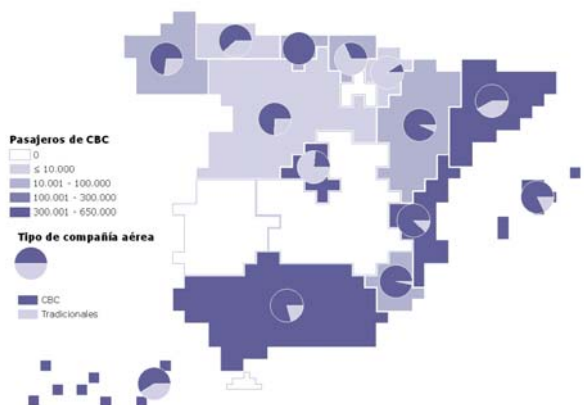 Pasajeros de CBC
0
≤ 10.000
10.001 - 100.000
100.001 - 300.000
300.001 - 650.000
Tipo de compañía aérea
CBC
Tradicionales